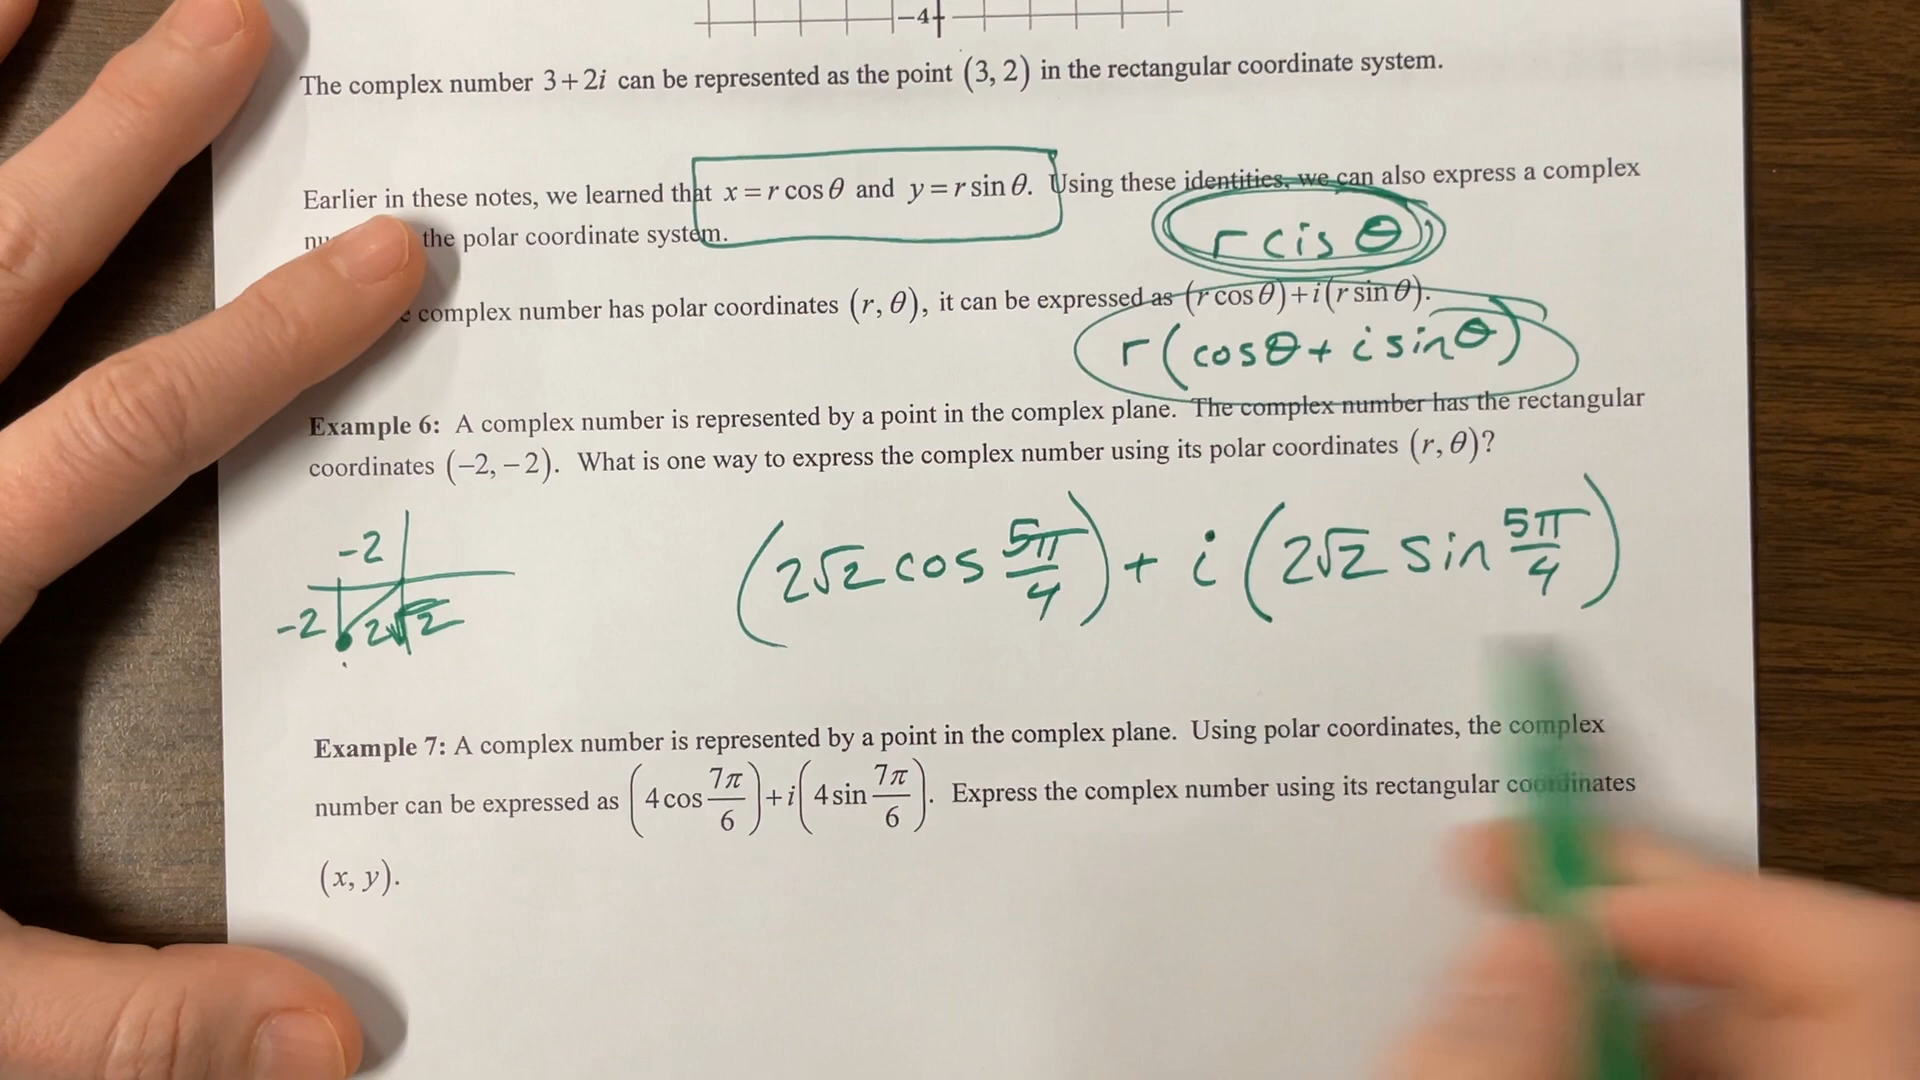 -4
The complex number 3+2i can be represented as the point (3, 2) in the rectangular coordinate system.
Earlier in these notes, we learned that x = r cos θ and y = r sin θ. Using these identities, we can also express a complex
the polar coordinate system.
r cis θ
complex number has polar coordinates (r, θ), it can be expressed as (r cos θ)+i(r sin θ).
r(cosθ + i sinθ)
Example 6: A complex number is represented by a point in the complex plane. The complex number has the rectangular
coordinates (−2, −2). What is one way to express the complex number using its polar coordinates (r, θ)?
-2
-2 2√2
(2√2 cos 5π/4) + i (2√2 sin 5π/4)
Example 7: A complex number is represented by a point in the complex plane. Using polar coordinates, the complex
number can be expressed as (4 cos 7π/6)+i(4 sin 7π/6). Express the complex number using its rectangular coordinates
(x, y).